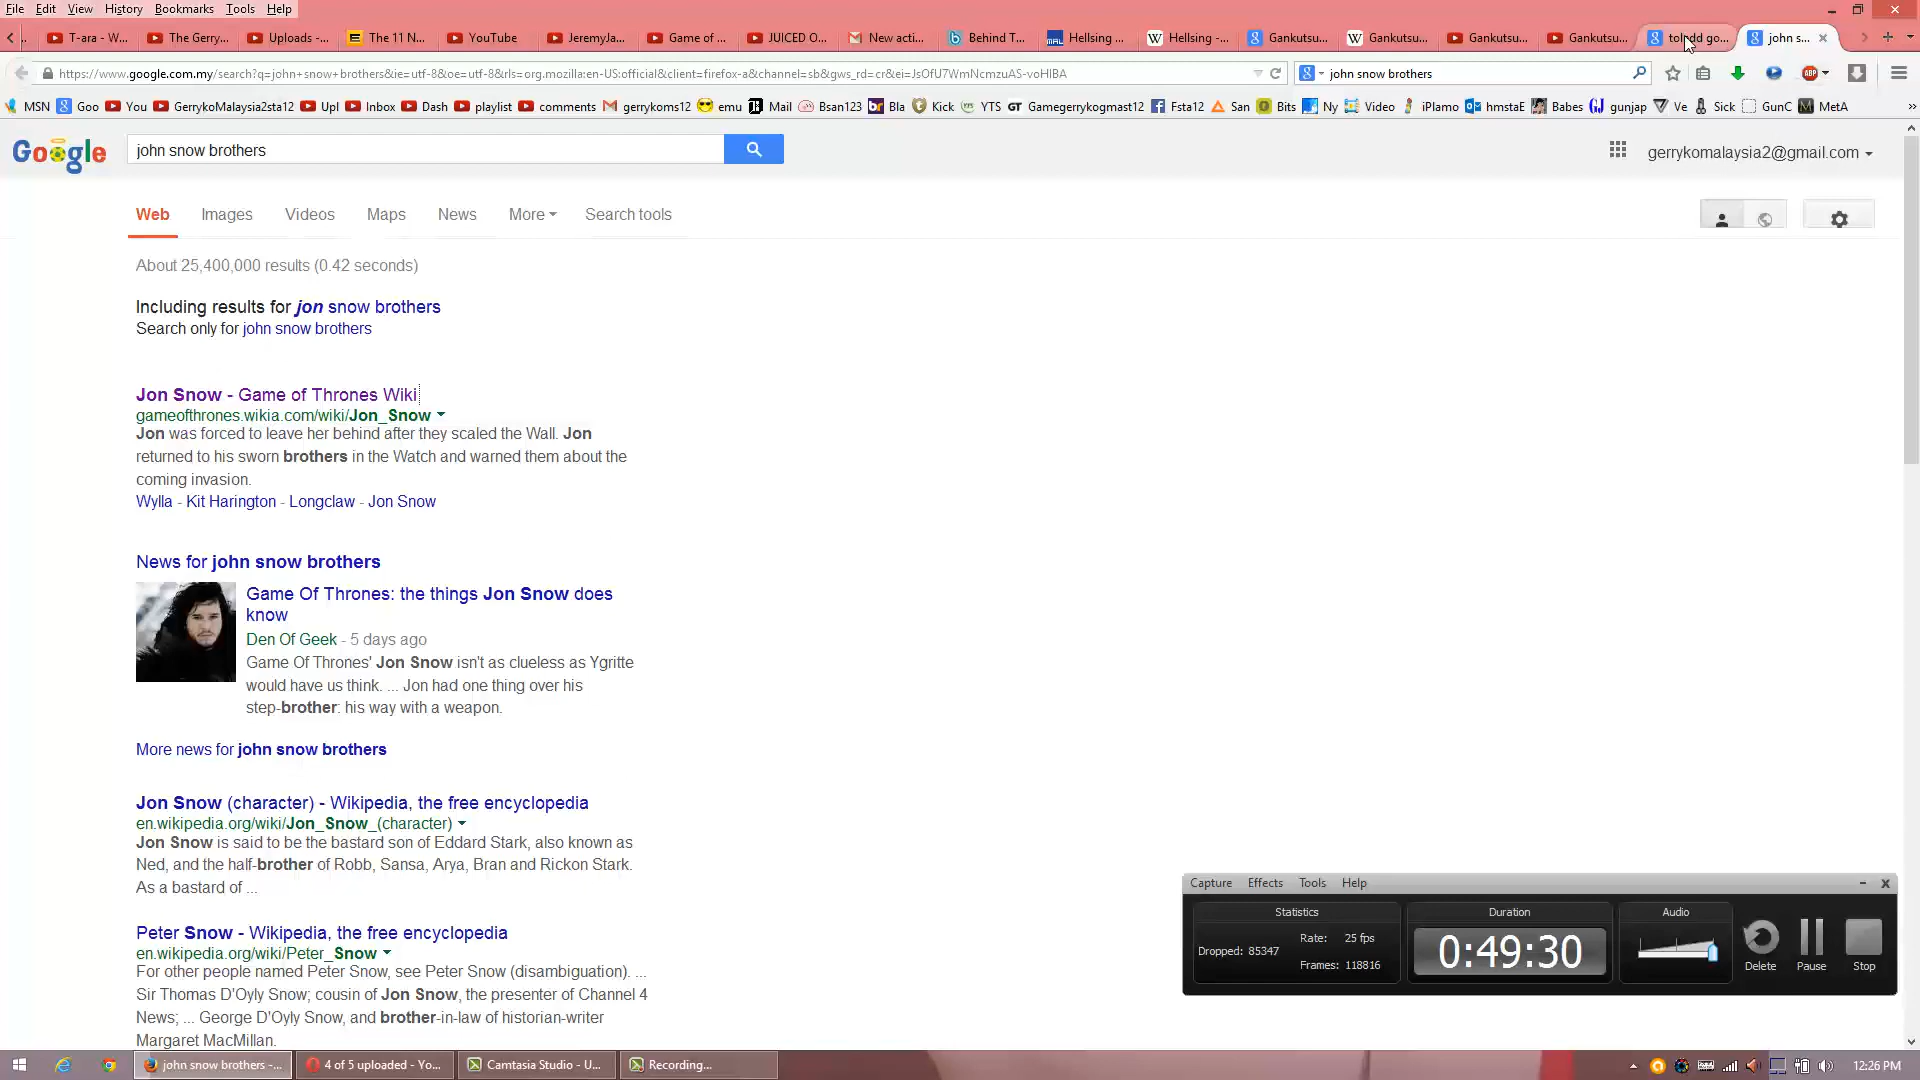 File Edit View History Bookmarks Tools Help
T-ara - W... The Gerry... Uploads -... The 11 N... YouTube JeremyJa... Game of ... JUICED O... New acti... Behind T... Hellsing ... Hellsing -... Gankutsu... Gankutsu... Gankutsu... Gankutsu... go... john s...
https://www.google.com.my/search?q=john+snow+brothers&ie=utf-8&oe=utf-8&rls=org.mozilla:en-US:official&client=firefox-a&channel=sb&gws_rd=cr&ei=JsOfU7WmNcmzuAS-voHIBA john snow brothers
MSN Goo You GerrykoMalaysia2sta12 Upl Inbox Dash playlist comments gerrykoms12 emu Mail Bsan123 Bla Kick YTS GT Gamegerrykogmast12 Fsta12 San Bits Ny Video iPlamo hmstaE Babes gunjap Ve Sick GunC MetA
Google john snow brothers gerrykomalaysia2@gmail.com
Web Images Videos Maps News More Search tools
About 25,400,000 results (0.42 seconds)
Including results for jon snow brothers
Search only for john snow brothers
Jon Snow - Game of Thrones Wiki
gameofthrones.wikia.com/wiki/Jon_Snow
Jon was forced to leave her behind after they scaled the Wall. Jon
returned to his sworn brothers in the Watch and warned them about the
coming invasion.
Wylla - Kit Harington - Longclaw - Jon Snow
News for john snow brothers
Game Of Thrones: the things Jon Snow does
know
Den Of Geek - 5 days ago
Game Of Thrones' Jon Snow isn't as clueless as Ygritte
would have us think. ... Jon had one thing over his
step-brother: his way with a weapon.
More news for john snow brothers
Jon Snow (character) - Wikipedia, the free encyclopedia
en.wikipedia.org/wiki/Jon_Snow_(character)
Jon Snow is said to be the bastard son of Eddard Stark, also known as
Ned, and the half-brother of Robb, Sansa, Arya, Bran and Rickon Stark.
As a bastard of ...
Peter Snow - Wikipedia, the free encyclopedia
en.wikipedia.org/wiki/Peter_Snow
For other people named Peter Snow, see Peter Snow (disambiguation). ...
Sir Thomas D'Oyly Snow; cousin of Jon Snow, the presenter of Channel 4
News; ... George D'Oyly Snow, and brother-in-law of historian-writer
Margaret MacMillan.
Capture Effects Tools Help
Statistics Duration Audio
Dropped: 85347 Rate: 25 fps
Frames: 118816
0:49:30
Delete Pause Stop
john snow brothers -... 4 of 5 uploaded - Yo... Camtasia Studio - U... Recording... 12:26 PM